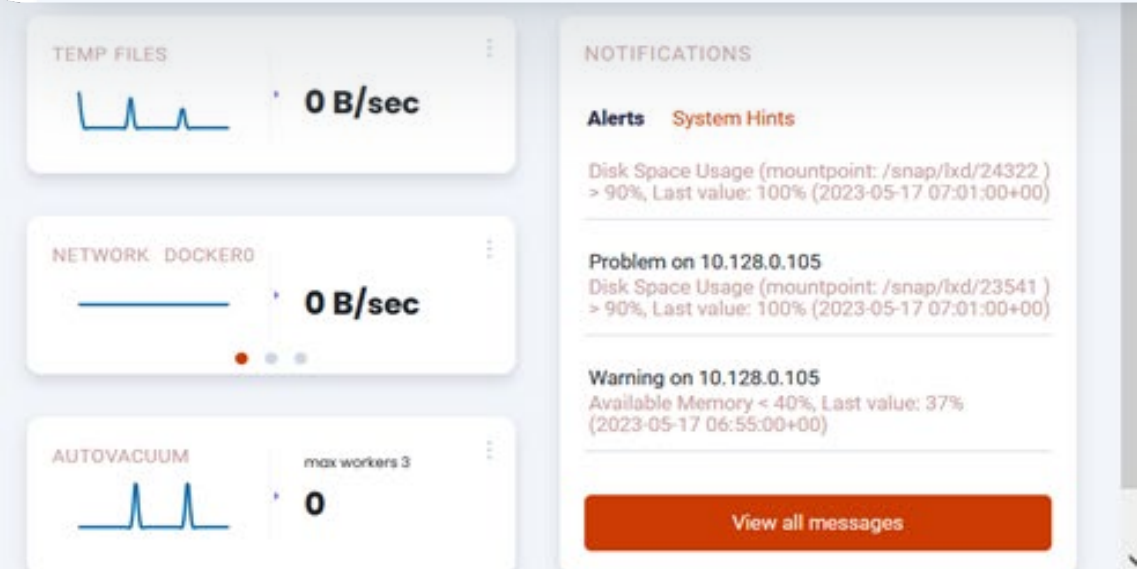 TEMP FILES
0 B/sec
NETWORK DOCKER0
0 B/sec
AUTOVACUUM
max workers 3
0
NOTIFICATIONS
Alerts System Hints
Disk Space Usage (mountpoint: /snap/lxd/24322 )
> 90%, Last value: 100% (2023-05-17 07:01:00+00)
Problem on 10.128.0.105
Disk Space Usage (mountpoint: /snap/lxd/23541 )
> 90%, Last value: 100% (2023-05-17 07:01:00+00)
Warning on 10.128.0.105
Available Memory < 40%, Last value: 37%
(2023-05-17 06:55:00+00)
View all messages